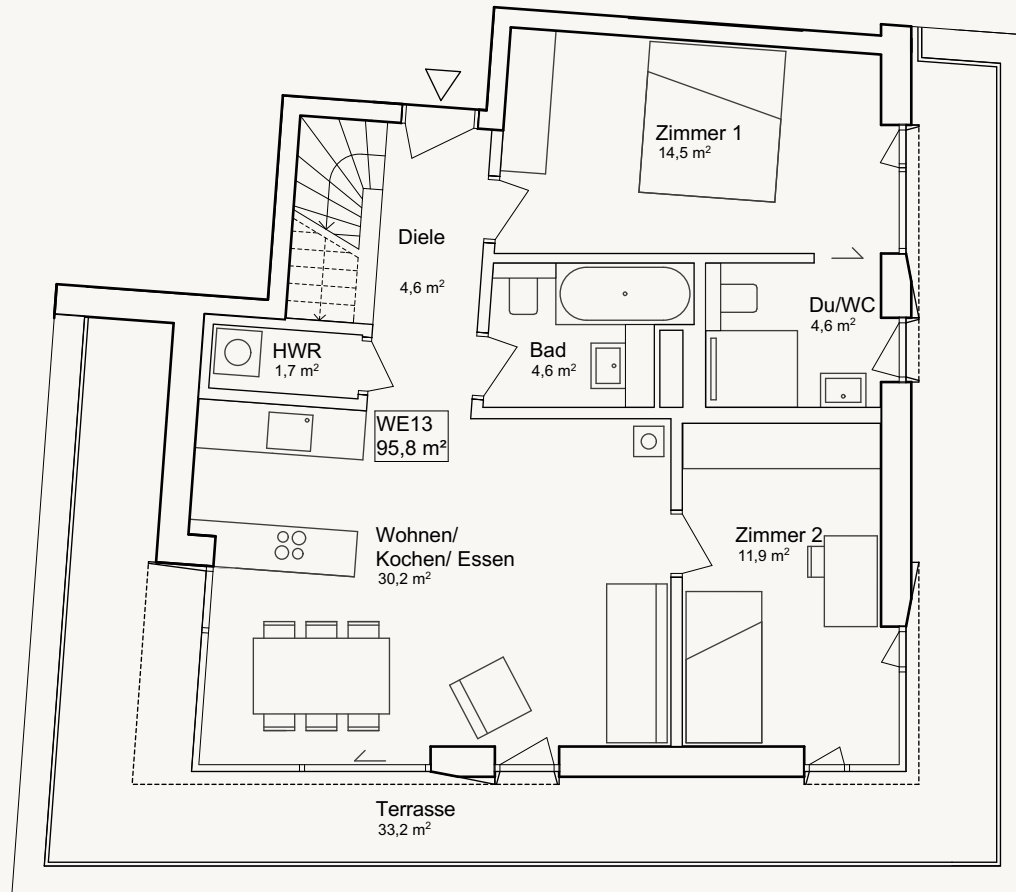 Zimmer 1
14,5 m²
Diele
4,6 m²
Du/WC
4,6 m²
HWR
1,7 m²
Bad
4,6 m²
WE13
95,8 m²
Wohnen/
Kochen/ Essen
30,2 m²
Zimmer 2
11,9 m²
Terrasse
33,2 m²